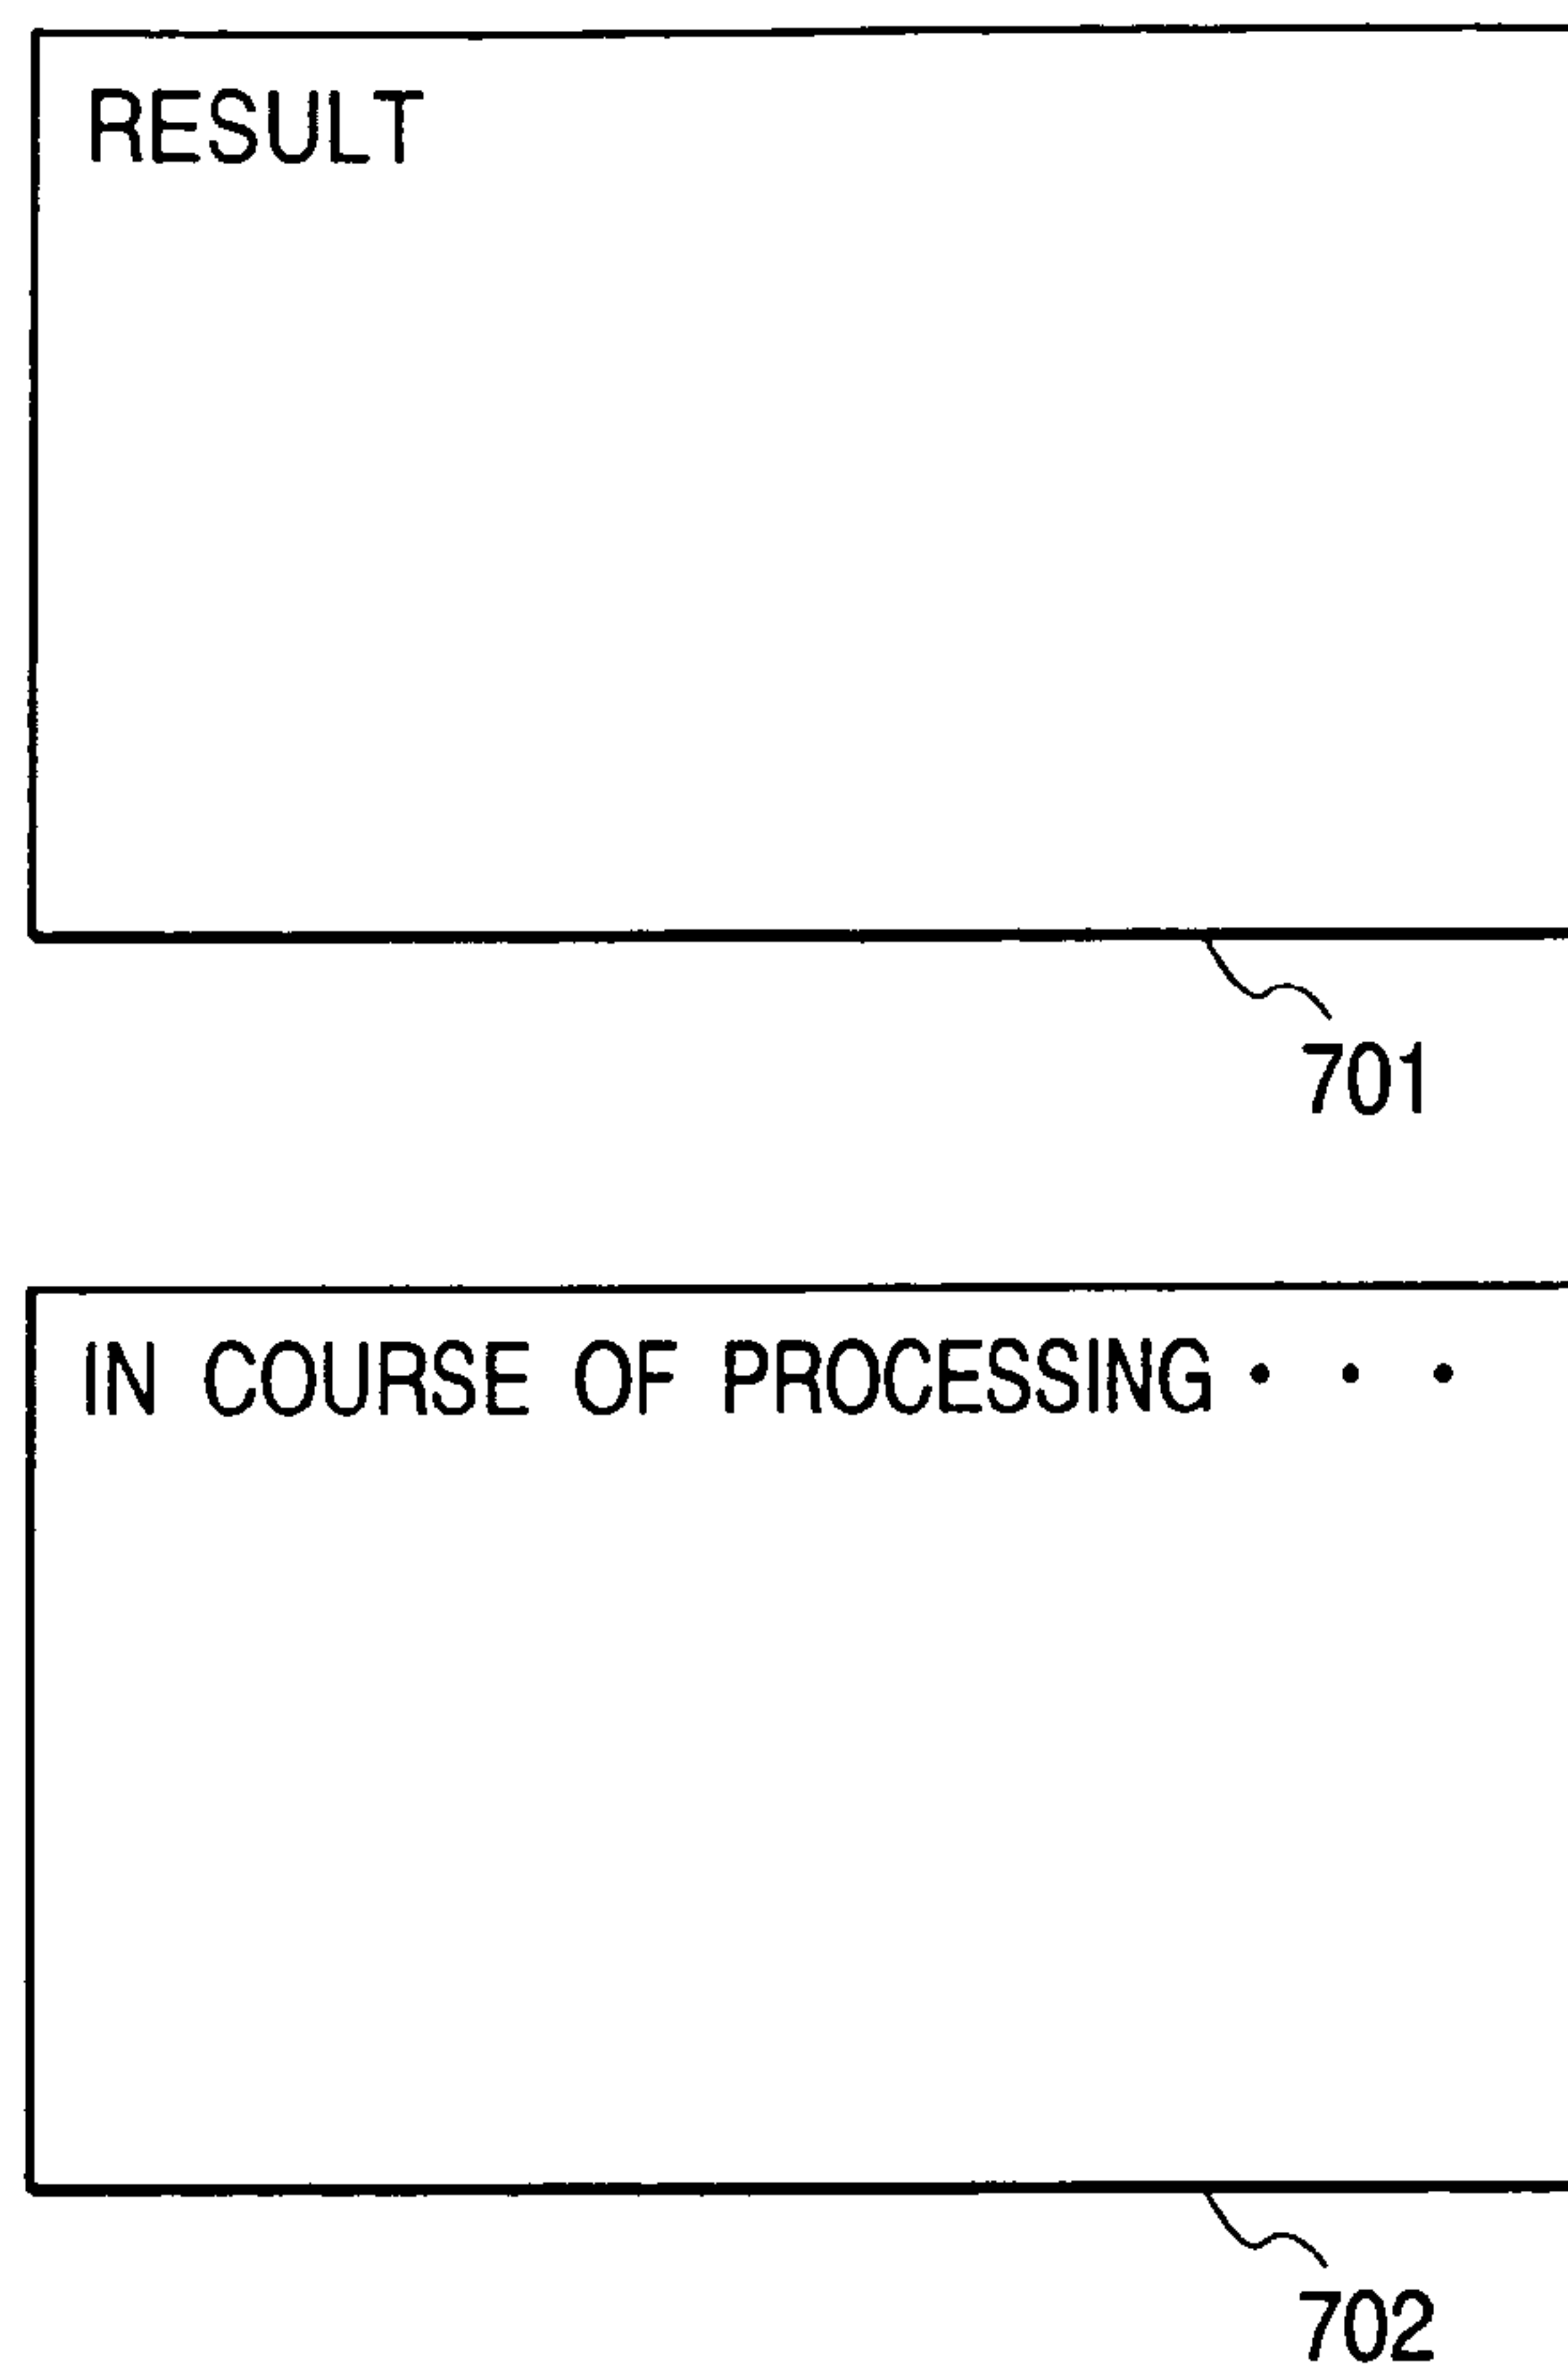 RESULT
701
IN COURSE OF PROCESSING • • •
702